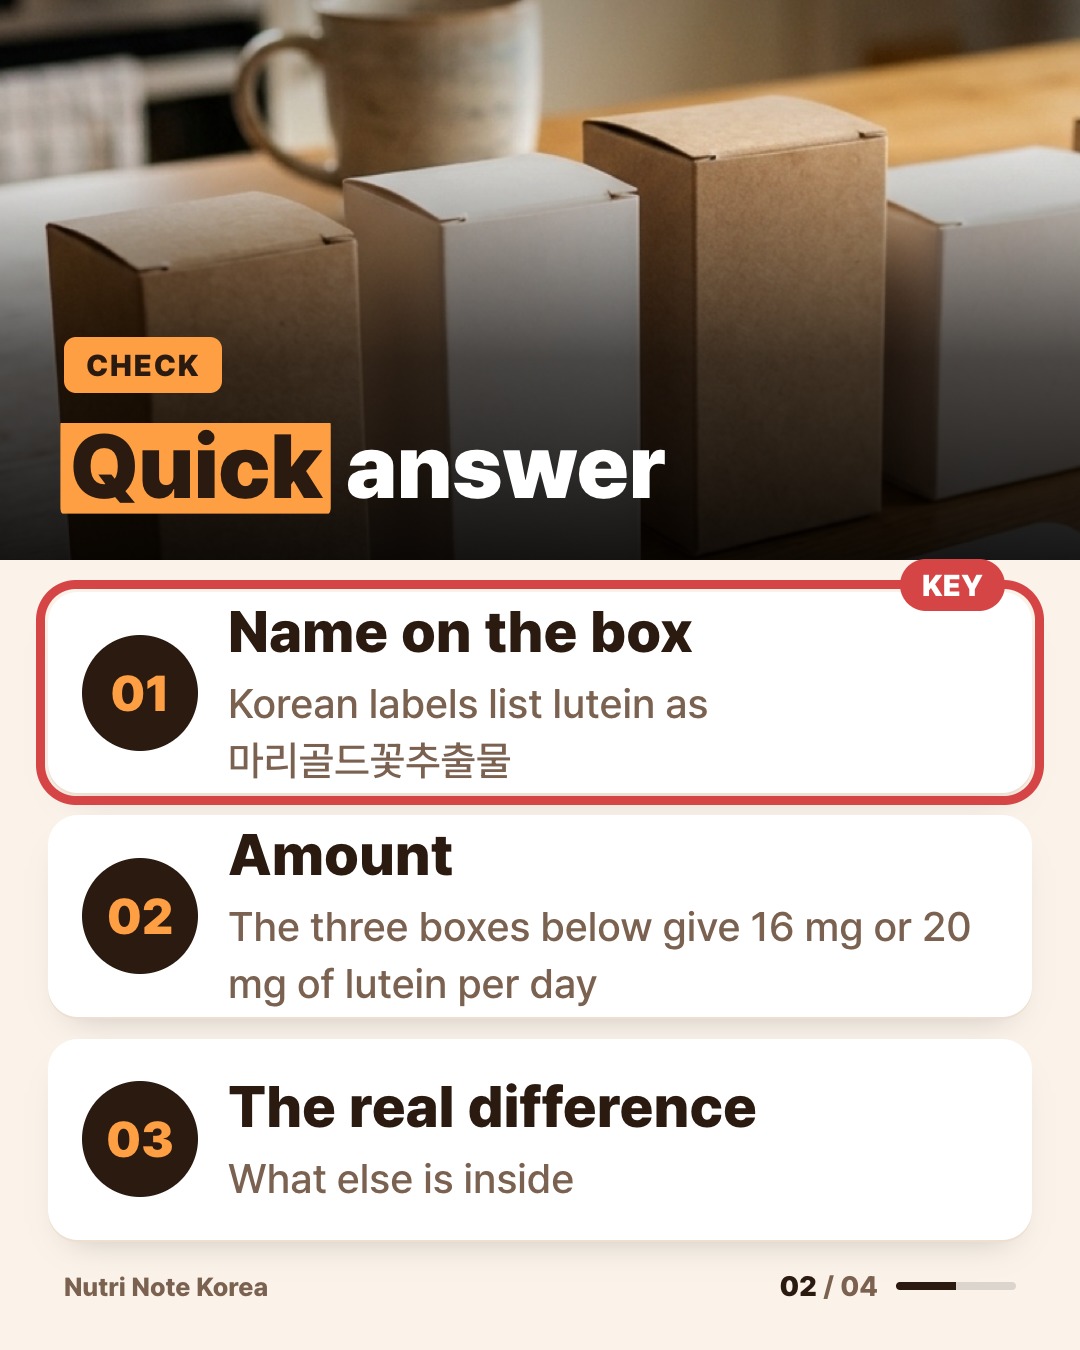 CHECK
Quick answer
KEY
01
Name on the box
Korean labels list lutein as
마리골드꽃추출물
02
Amount
The three boxes below give 16 mg or 20
mg of lutein per day
03
The real difference
What else is inside
Nutri Note Korea
02 / 04